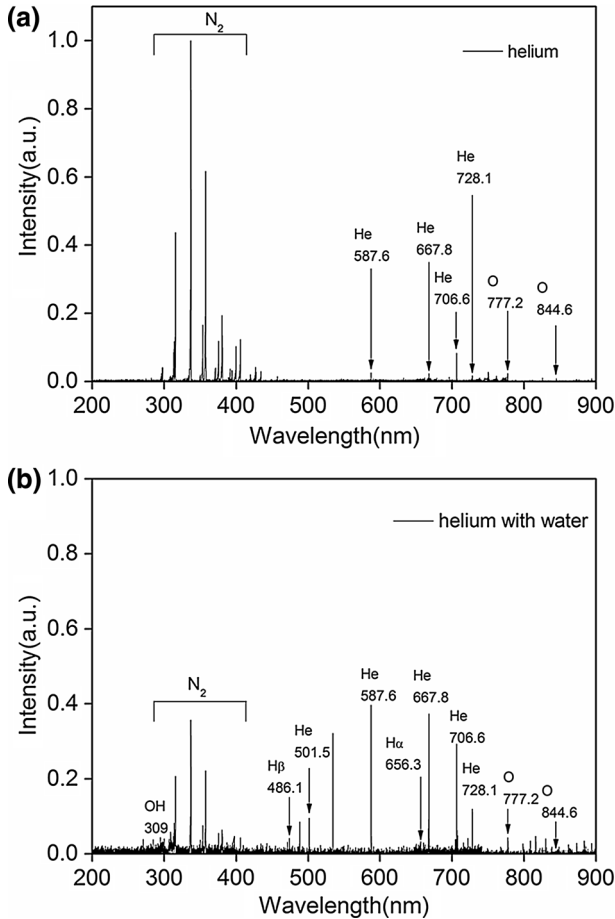 (a)
N2
helium
He
728.1
He
587.6
He
667.8
He
706.6
O
777.2
O
844.6
Intensity(a.u.)
1.0
0.8
0.6
0.4
0.2
0.0
200 300 400 500 600 700 800 900
Wavelength(nm)
(b)
helium with water
N2
OH
309
Hβ
486.1
He
501.5
He
587.6
Hα
656.3
He
667.8
He
706.6
He
728.1
O
777.2
O
844.6
Intensity(a.u.)
1.0
0.8
0.6
0.4
0.2
0.0
200 300 400 500 600 700 800 900
Wavelength(nm)